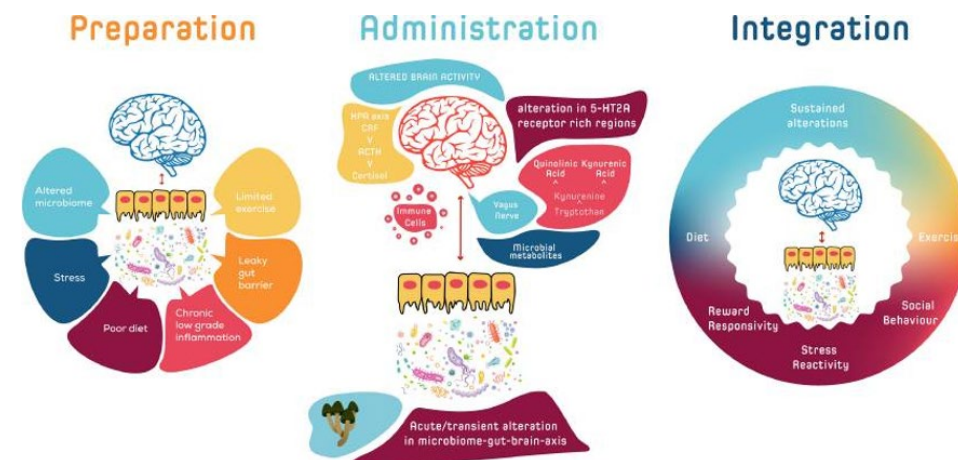 Preparation
Altered
microbiome
Limited
exercise
Stress
Leaky
gut
barrier
Poor diet
Chronic
low grade
inflammation
Administration
ALTERED BRAIN ACTIVITY
HPA axis
CRF
V
ACTH
V
Cortisol
alteration in 5-HT2A
receptor rich regions
Quinolinic
Acid
Kynurenic
Acid
^
^
Kynurenine
^
Tryptothae
Immune
Cells
Vagus
Nerve
Microbial
metabolites
Acute/transient alteration
in microbiome-gut-brain-axis
Integration
Sustained
alterations
Diet
Exercise
Reward
Responsivity
Social
Behaviour
Stress
Reactivity